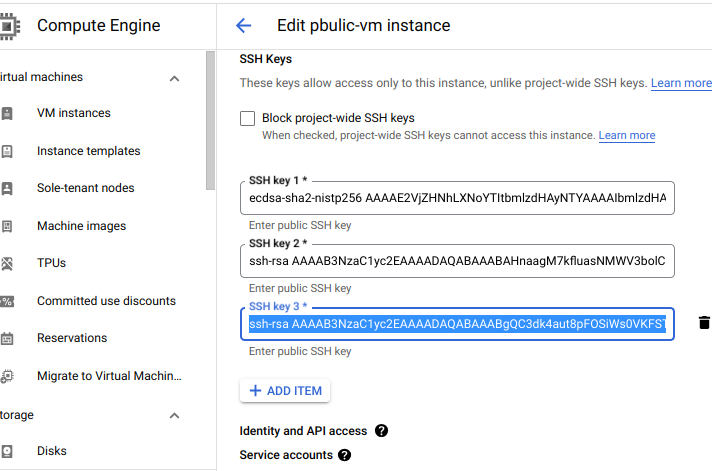 Compute Engine
Edit pbulic-vm instance
irtual machines
VM instances
Instance templates
Sole-tenant nodes
Machine images
TPUs
Committed use discounts
Reservations
Migrate to Virtual Machin...
torage
Disks
SSH Keys
These keys allow access only to this instance, unlike project-wide SSH keys. Learn more
Block project-wide SSH keys
When checked, project-wide SSH keys cannot access this instance. Learn more
SSH key 1 *
ecdsa-sha2-nistp256 AAAAE2VjZHNhLXNoYTItbmlzdHAyNTYAAAAIbmlzdHA
Enter public SSH key
SSH key 2 *
ssh-rsa AAAAB3NzaC1yc2EAAAADAQABAAABAHnaagM7kfluasNMWV3bolC
Enter public SSH key
SSH key 3 *
ssh-rsa AAAAB3NzaC1yc2EAAAADAQABAAABgQC3dk4aut8pFOSiWs0VKFST
Enter public SSH key
+ ADD ITEM
Identity and API access
Service accounts